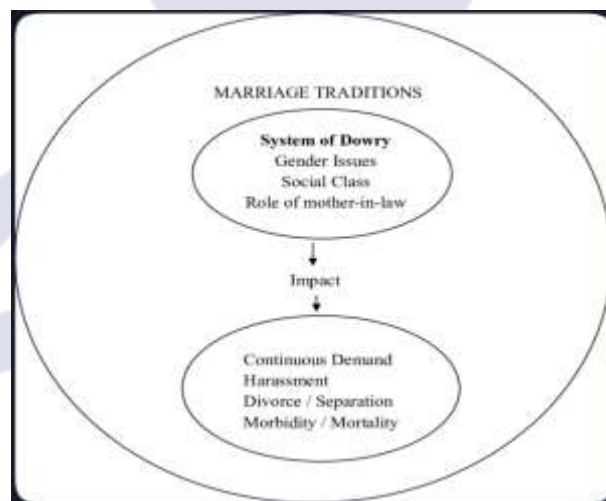 MARRIAGE TRADITIONS
System of Dowry
Gender Issues
Social Class
Role of mother-in-law
Impact
Continuous Demand
Harassment
Divorce / Separation
Morbidity / Mortality